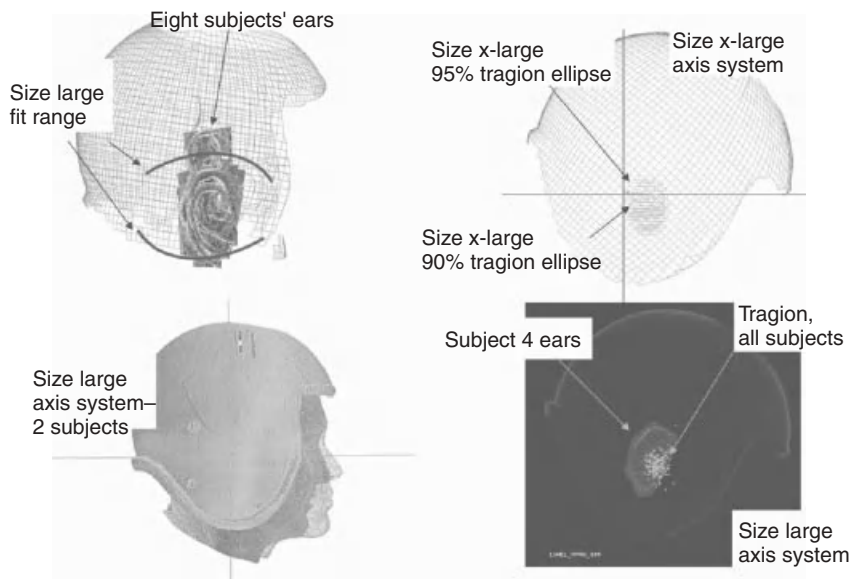 Eight subjects' ears
Size large
fit range
Size x-large
95% tragion ellipse
Size x-large
axis system
Size x-large
90% tragion ellipse
Size large
axis system–
2 subjects
Subject 4 ears
Tragion,
all subjects
Size large
axis system